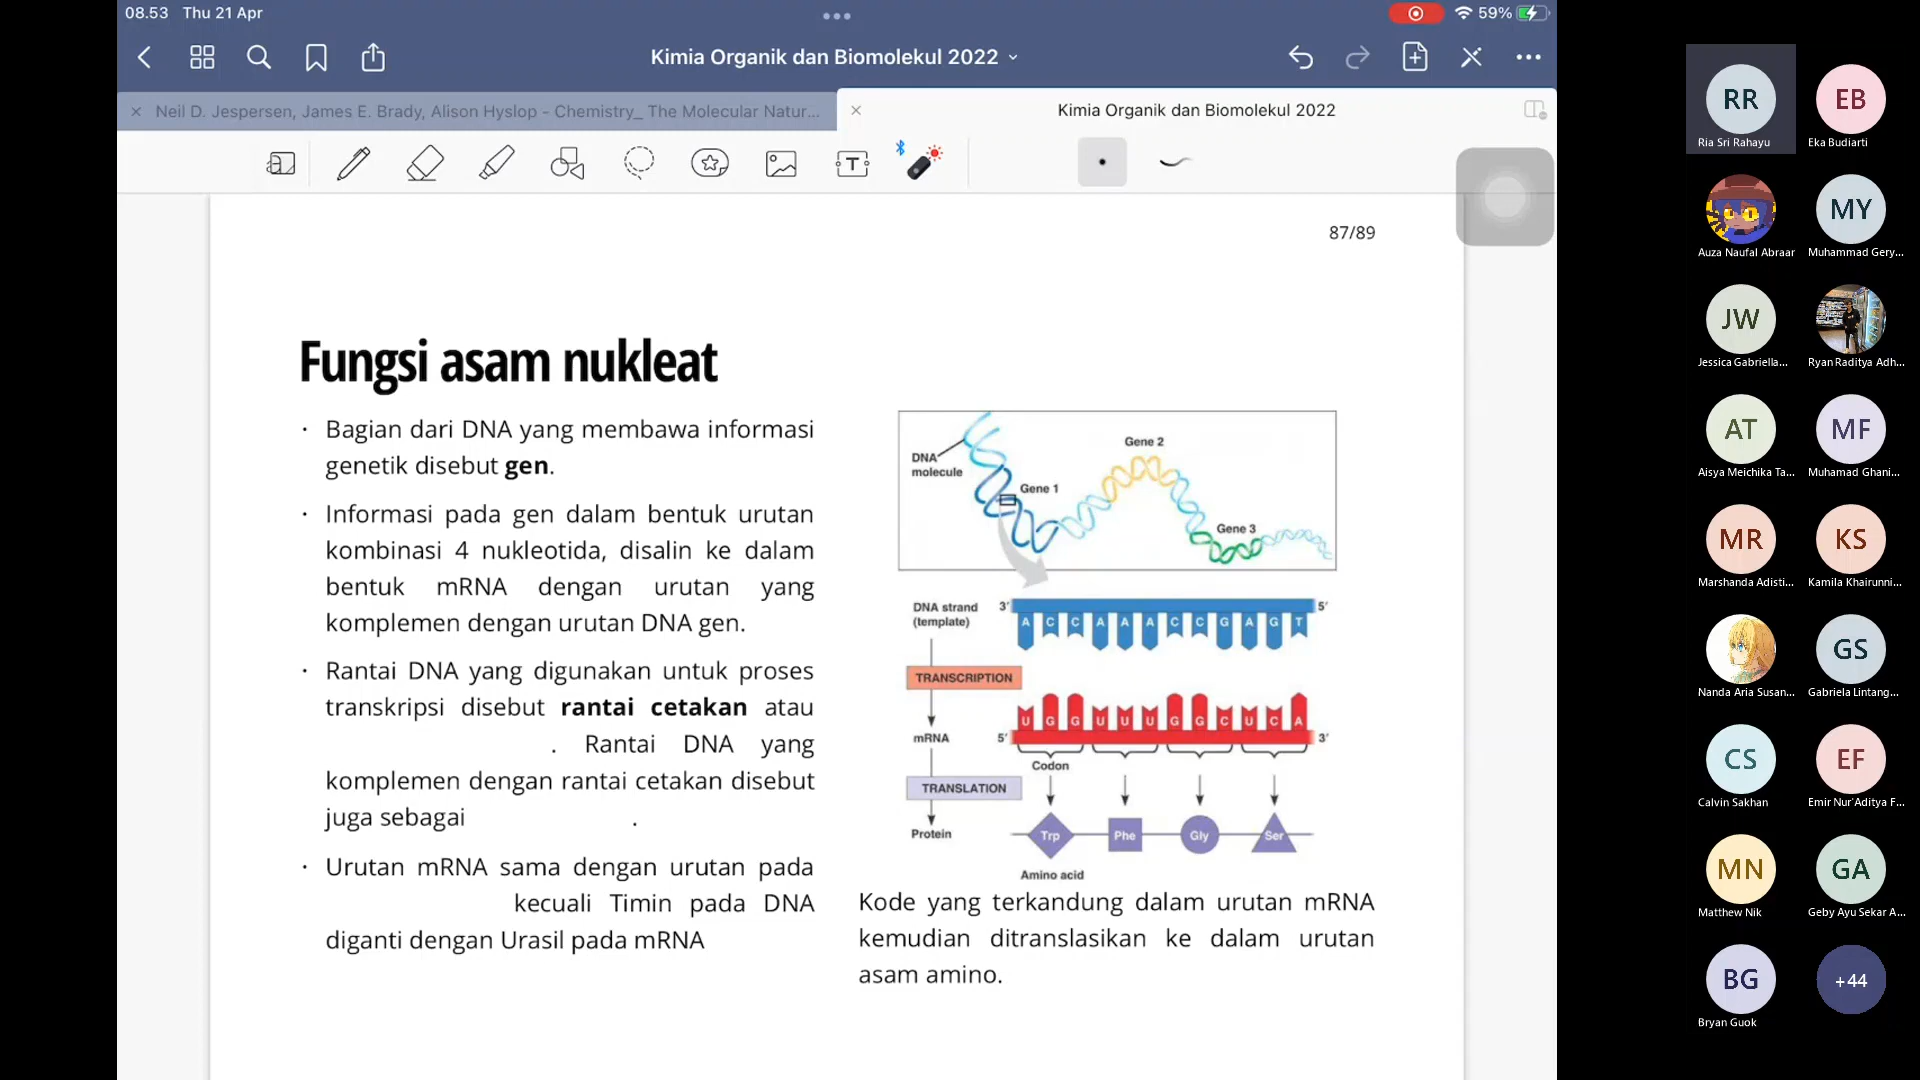 08.53 Thu 21 Apr
59%
Kimia Organik dan Biomolekul 2022
Neil D. Jespersen, James E. Brady, Alison Hyslop - Chemistry_ The Molecular Natur...
Kimia Organik dan Biomolekul 2022
T
87/89
Fungsi asam nukleat
· Bagian dari DNA yang membawa informasi
genetik disebut gen.
· Informasi pada gen dalam bentuk urutan
kombinasi 4 nukleotida, disalin ke dalam
bentuk mRNA dengan urutan yang
komplemen dengan urutan DNA gen.
· Rantai DNA yang digunakan untuk proses
transkripsi disebut rantai cetakan atau
. Rantai DNA yang
komplemen dengan rantai cetakan disebut
juga sebagai .
· Urutan mRNA sama dengan urutan pada
kecuali Timin pada DNA
diganti dengan Urasil pada mRNA
DNA
molecule
Gene 1
Gene 2
Gene 3
DNA strand
(template)
3' 5'
A C C A A A C C G A G T
TRANSCRIPTION
U G G U U U G G C U C A
mRNA
5' 3'
Codon
TRANSLATION
Protein
Trp Phe Gly Ser
Amino acid
Kode yang terkandung dalam urutan mRNA
kemudian ditranslasikan ke dalam urutan
asam amino.
RR
Ria Sri Rahayu
EB
Eka Budiarti
Auza Naufal Abraar
MY
Muhammad Gery...
JW
Jessica Gabriella...
Ryan Raditya Adh...
AT
Aisya Meichika Ta...
MF
Muhamad Ghani...
MR
Marshanda Adisti...
KS
Kamila Khairunni...
Nanda Aria Susan...
GS
Gabriela Lintang...
CS
Calvin Sakhan
EF
Emir Nur'Aditya F...
MN
Matthew Nik
GA
Geby Ayu Sekar A...
BG
Bryan Guok
+44